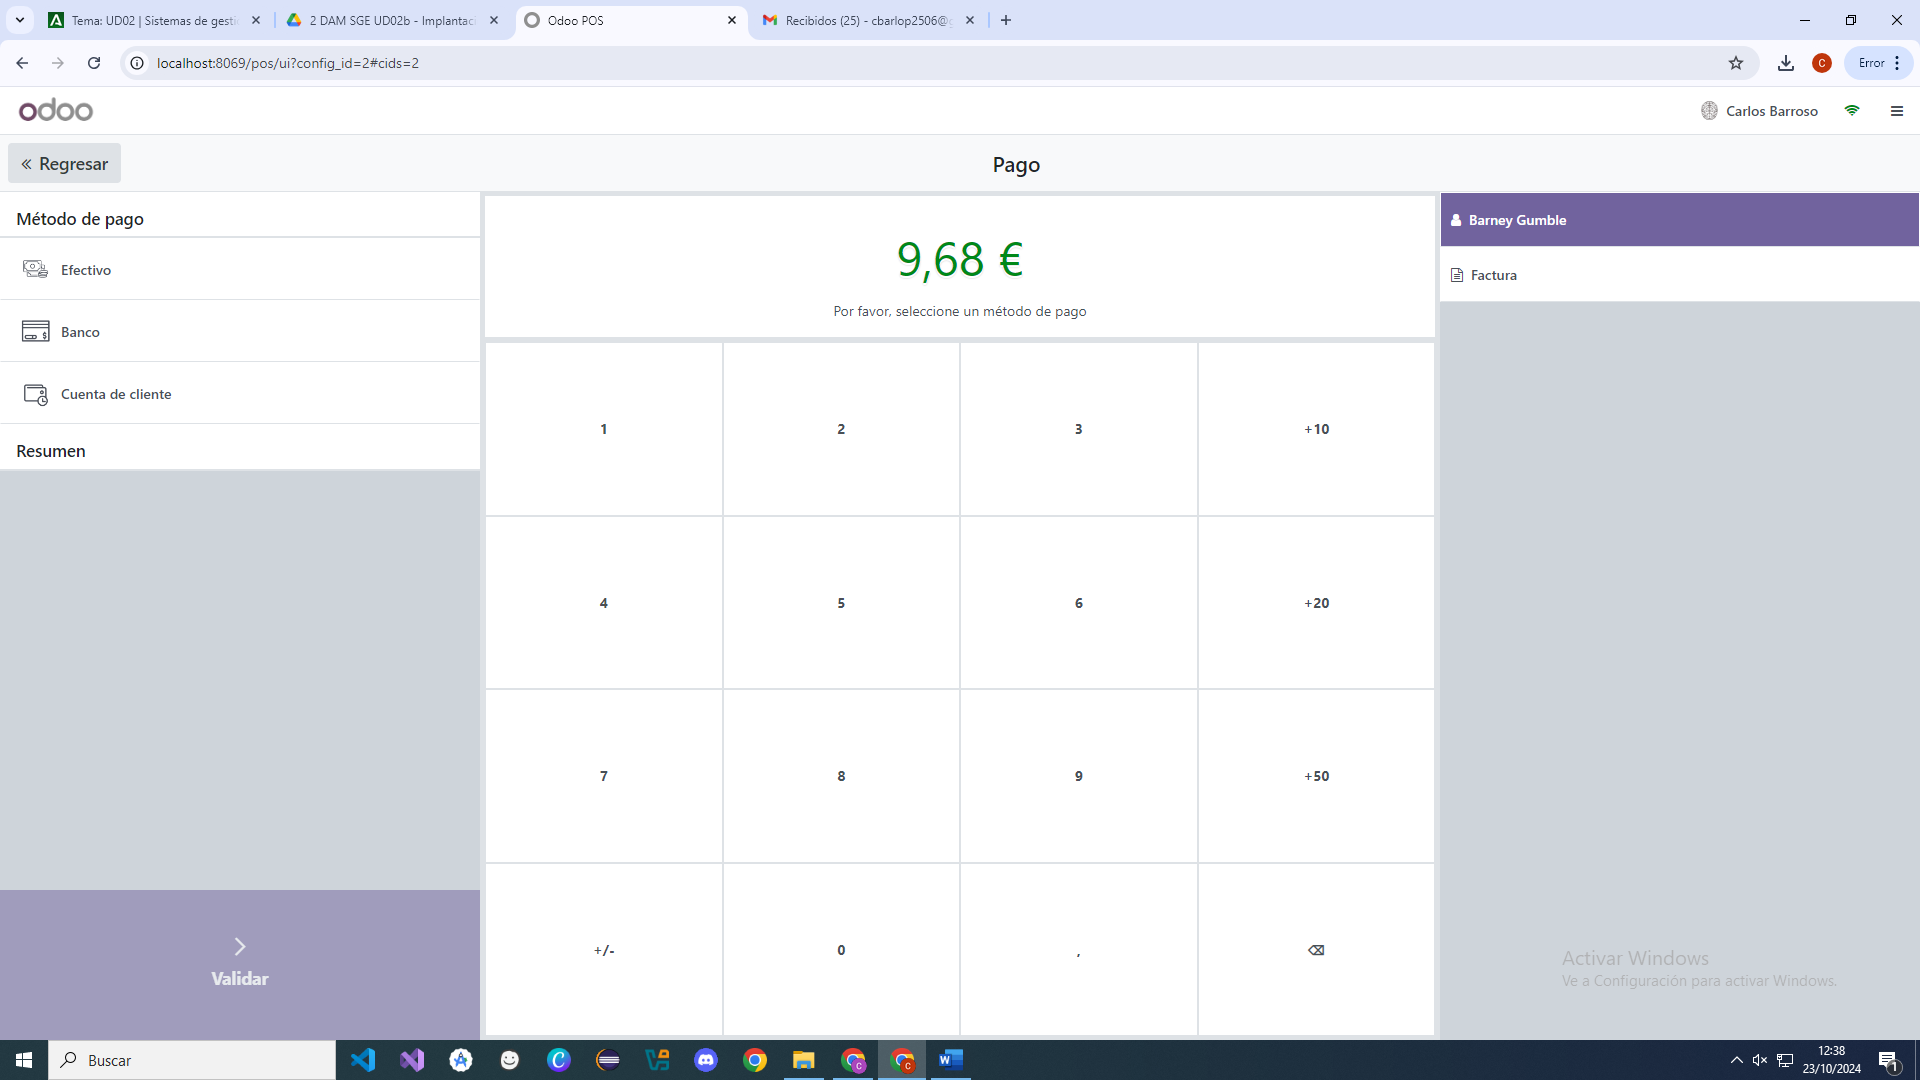 Tema: UD02 | Sistemas de gesti
2 DAM SGE UD02b - Implantaci
Odoo POS
Recibidos (25) - cbarlop2506@g
localhost:8069/pos/ui?config_id=2#cids=2
C
Error
odoo
Carlos Barroso
Regresar
Pago
Método de pago
Efectivo
Banco
Cuenta de cliente
Resumen
Validar
9,68 €
Por favor, seleccione un método de pago
1
2
3
+10
4
5
6
+20
7
8
9
+50
+/-
0
,
⌫
Barney Gumble
Factura
Activar Windows
Ve a Configuración para activar Windows.
Buscar
12:38
23/10/2024
1